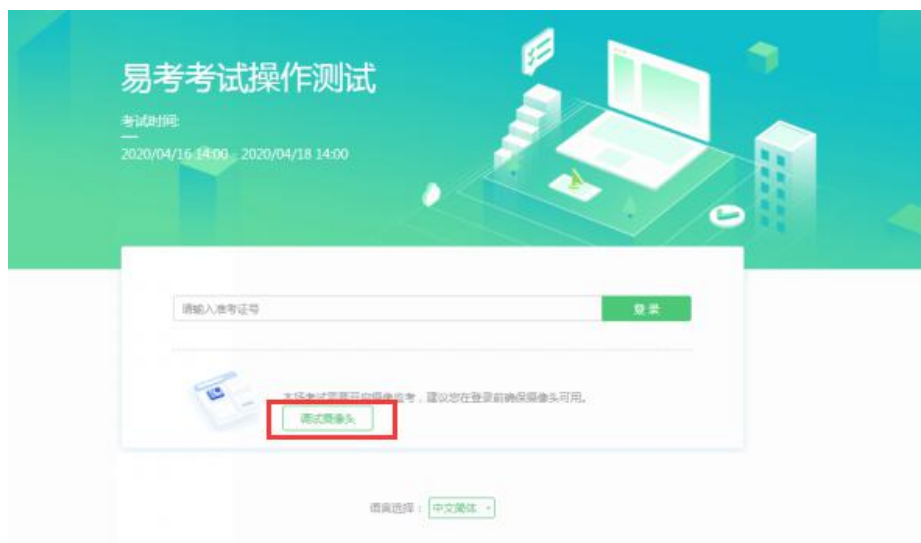 易考考试操作测试
考试时间:
2020/04/16 14:00 - 2020/04/18 14:00
请输入准考证号
登录
本场考试需要开启摄像监考，建议您在登录前确保摄像头可用。
调试摄像头
语言选择： 中文简体